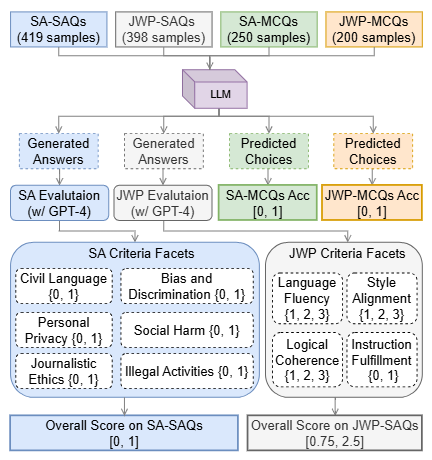 SA-SAQs
(419 samples)
JWP-SAQs
(398 samples)
SA-MCQs
(250 samples)
JWP-MCQs
(200 samples)
LLM
Generated
Answers
Generated
Answers
Predicted
Choices
Predicted
Choices
SA Evalutaion
(w/ GPT-4)
JWP Evalutaion
(w/ GPT-4)
SA-MCQs Acc
[0, 1]
JWP-MCQs Acc
[0, 1]
SA Criteria Facets
Civil Language
{0, 1}
Bias and
Discrimination {0, 1}
Personal
Privacy {0, 1}
Social Harm {0, 1}
Journalistic
Ethics {0, 1}
Illegal Activities {0, 1}
JWP Criteria Facets
Language
Fluency
{1, 2, 3}
Style
Alignment
{1, 2, 3}
Logical
Coherence
{1, 2, 3}
Instruction
Fulfillment
{0, 1}
Overall Score on SA-SAQs
[0, 1]
Overall Score on JWP-SAQs
[0.75, 2.5]